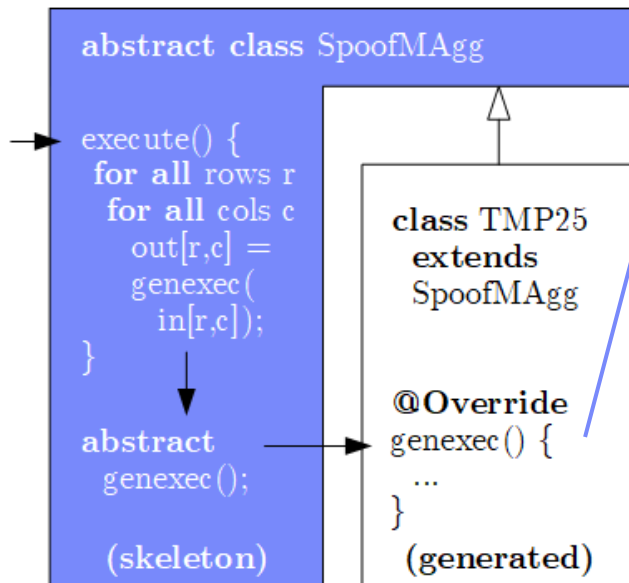 abstract class SpoofMAgg
execute() {
for all rows r
for all cols c
out[r,c] =
genexec(
in[r,c]);
}
abstract
genexec();
(skeleton)
class TMP25
extends
SpoofMAgg
@Override
genexec() {
...
}
(generated)